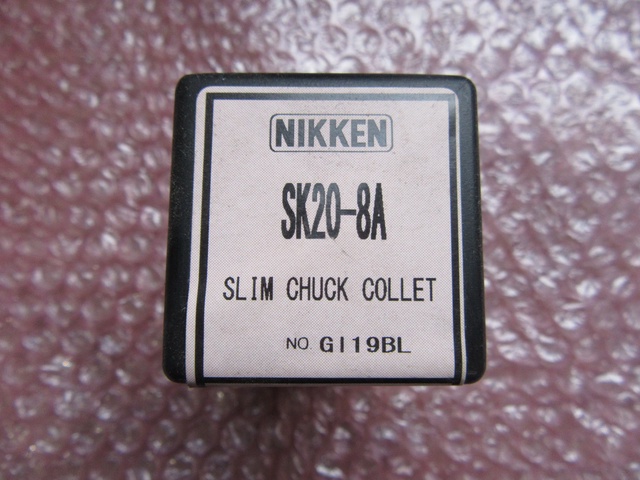 NIKKEN
SK20-8A
SLIM CHUCK COLLET
NO. GI19BL